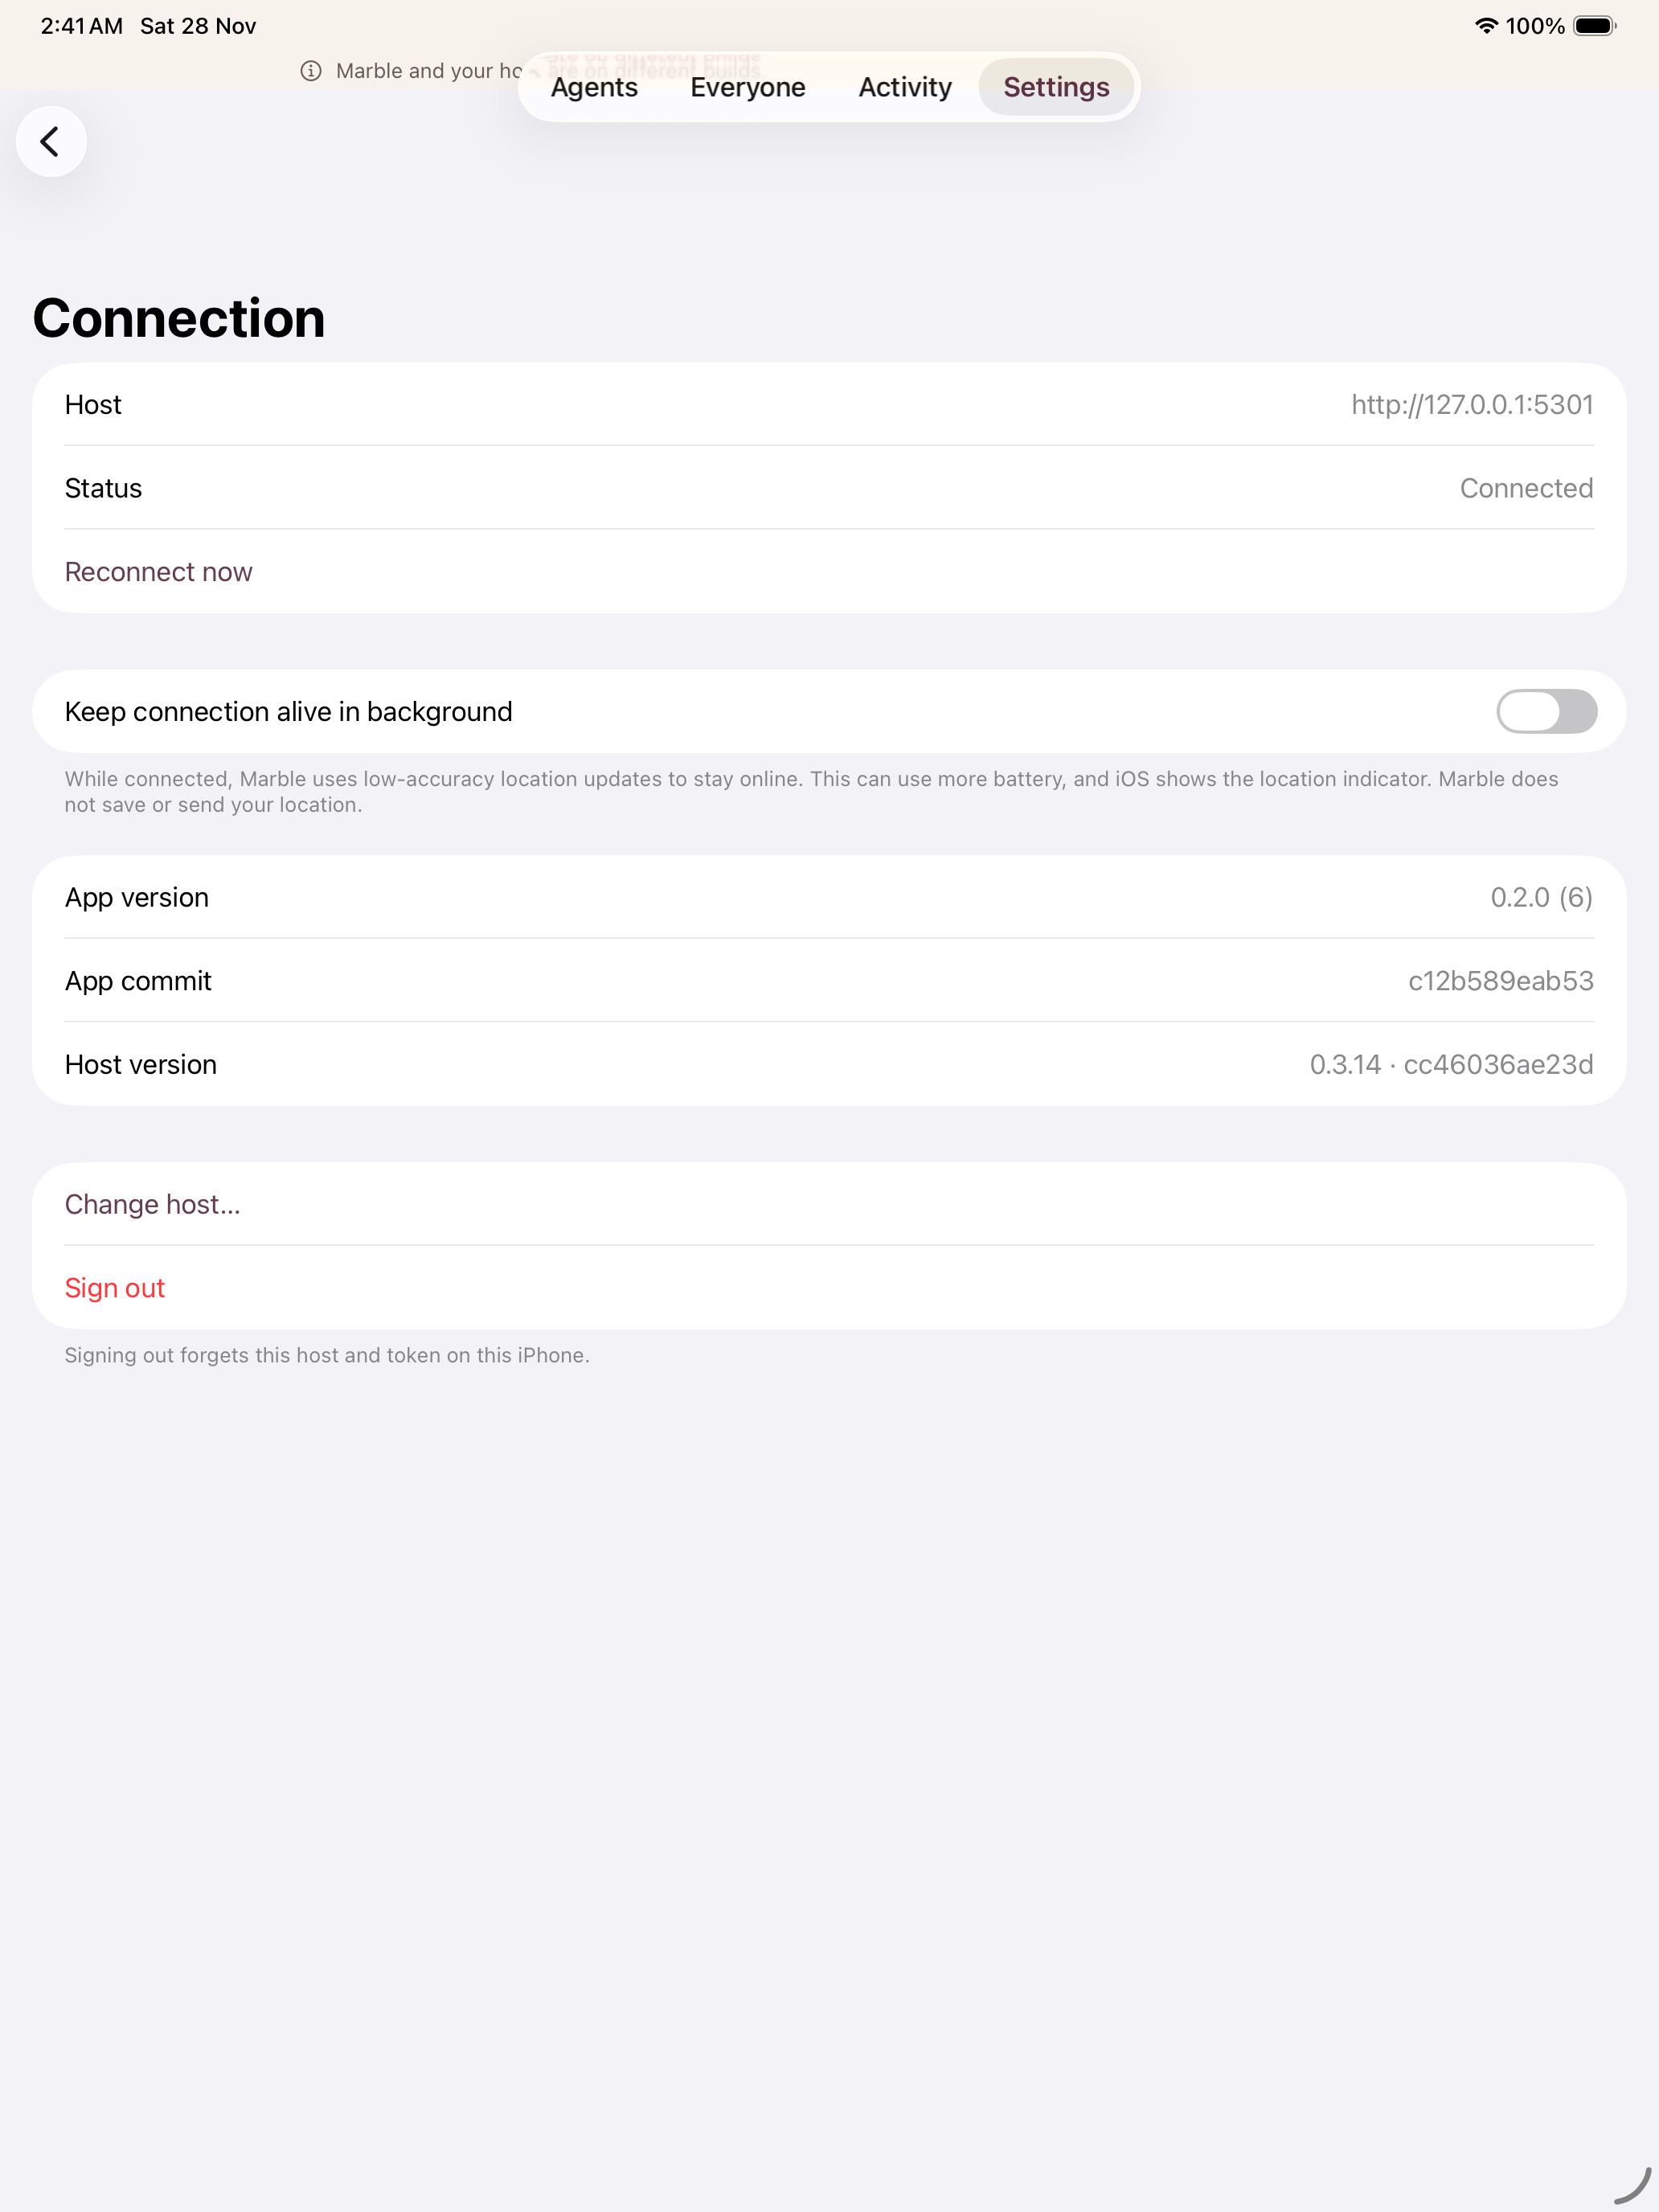 2:41 AM Sat 28 Nov
100%
Marble and your ho are on different builds.
Agents Everyone Activity Settings
Connection
Host http://127.0.0.1:5301
Status Connected
Reconnect now
Keep connection alive in background
While connected, Marble uses low-accuracy location updates to stay online. This can use more battery, and iOS shows the location indicator. Marble does
not save or send your location.
App version 0.2.0 (6)
App commit c12b589eab53
Host version 0.3.14 · cc46036ae23d
Change host...
Sign out
Signing out forgets this host and token on this iPhone.